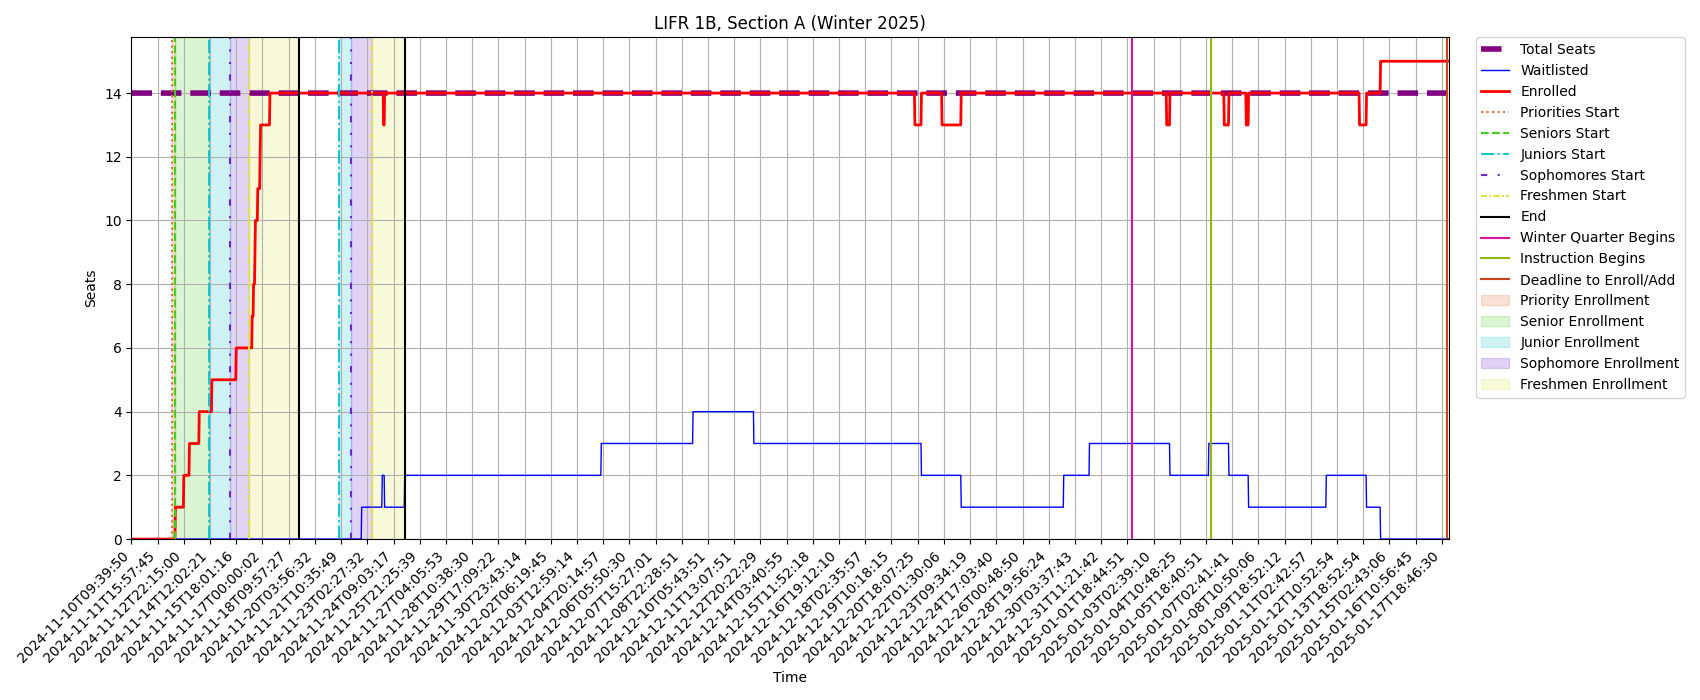 LIFR 1B, Section A (Winter 2025)
Total Seats
Waitlisted
Enrolled
Priorities Start
Seniors Start
Juniors Start
Sophomores Start
Freshmen Start
End
Winter Quarter Begins
Instruction Begins
Deadline to Enroll/Add
Priority Enrollment
Senior Enrollment
Junior Enrollment
Sophomore Enrollment
Freshmen Enrollment
Seats
14
12
10
8
6
4
2
0
2024-11-10T09:39:50
2024-11-11T15:57:45
2024-11-12T22:15:00
2024-11-14T12:02:21
2024-11-15T18:01:16
2024-11-17T00:00:02
2024-11-18T09:57:27
2024-11-20T03:56:32
2024-11-21T10:35:49
2024-11-23T02:27:32
2024-11-24T09:03:17
2024-11-25T21:25:39
2024-11-27T04:05:53
2024-11-28T10:38:30
2024-11-29T17:09:22
2024-11-30T23:43:14
2024-12-02T06:19:45
2024-12-03T12:59:14
2024-12-04T20:14:57
2024-12-06T05:50:30
2024-12-07T15:27:01
2024-12-08T22:28:51
2024-12-10T05:43:51
2024-12-11T13:07:51
2024-12-12T20:22:29
2024-12-14T03:40:55
2024-12-15T11:52:18
2024-12-16T19:12:10
2024-12-18T02:35:57
2024-12-19T10:18:15
2024-12-20T18:07:25
2024-12-22T01:30:06
2024-12-23T09:34:19
2024-12-24T17:03:40
2024-12-26T00:48:50
2024-12-28T19:56:24
2024-12-30T03:37:43
2024-12-31T11:21:42
2025-01-01T18:44:51
2025-01-03T02:39:10
2025-01-04T10:48:25
2025-01-05T18:40:51
2025-01-07T02:41:41
2025-01-08T10:50:06
2025-01-09T18:52:12
2025-01-11T02:42:57
2025-01-12T10:52:54
2025-01-13T18:52:54
2025-01-15T02:43:06
2025-01-16T10:56:45
2025-01-17T18:46:30
Time